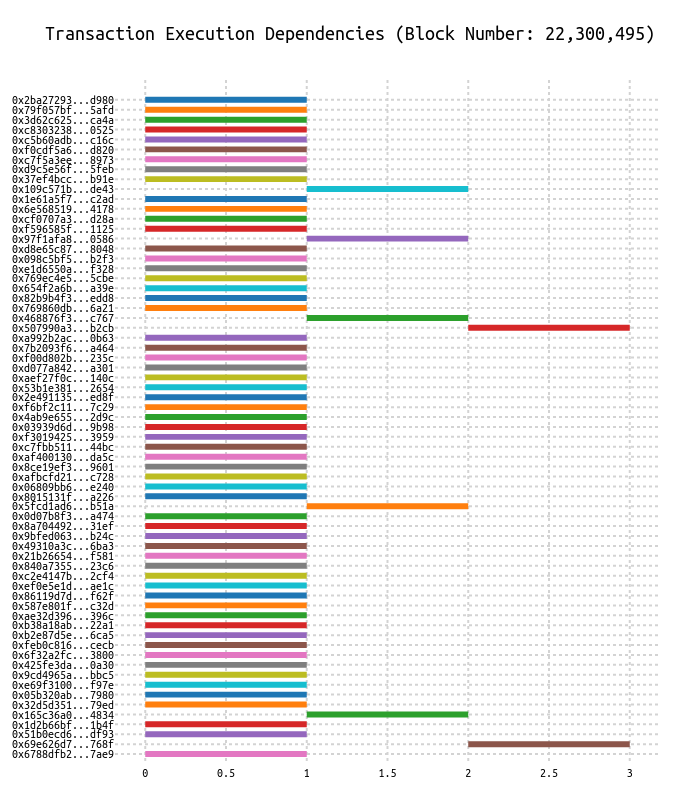 Transaction Execution Dependencies (Block Number: 22,300,495)
0x2ba27293...d980
0x79f057bf...5afd
0x3d62c625...ca4a
0xc8303238...0525
0xc5b60adb...c16c
0xf0cdf5a6...d820
0xc7f5a3ee...8973
0xd9c5e56f...5feb
0x37ef4bcc...b91e
0x109c571b...de43
0x1e61a5f7...c2ad
0x6e568519...4178
0xcf0707a3...d28a
0xf596585f...1125
0x97f1afa8...0586
0xd8e65c87...8048
0x098c5bf5...b2f3
0xe1d6550a...f328
0x769ec4e5...5cbe
0x654f2a6b...a39e
0x82b9b4f3...edd8
0x769860db...6a21
0x468876f3...c767
0x507990a3...b2cb
0xa992b2ac...0b63
0x7b2093f6...a464
0xf00d802b...235c
0xd077a842...a301
0xaef27f0c...140c
0x53b1e381...2654
0x2e491135...ed8f
0xf6bf2c11...7c29
0x4ab9e655...2d9c
0x03939d6d...9b98
0xf3019425...3959
0xc7fbb511...44bc
0xaf400130...da5c
0x8ce19ef3...9601
0xafbcfd21...c728
0x06809bb6...e240
0x8015131f...a226
0x5fcd1ad6...b51a
0x0d07b8f3...a474
0x8a704492...31ef
0x9bfed063...b24c
0x49310a3c...6ba3
0x21b26654...f581
0x840a7355...23c6
0xc2e4147b...2cf4
0xef0e5e1d...ae1c
0x86119d7d...f62f
0x587e801f...c32d
0xae32d396...396c
0xb38a18ab...22a1
0xb2e87d5e...6ca5
0xfeb0c816...cecb
0x6f32a2fc...3800
0x425fe3da...0a30
0x9cd4965a...bbc5
0xe69f3100...f97e
0x05b320ab...7980
0x32d5d351...79ed
0x165c36a0...4834
0x1d2b66bf...1b4f
0x51b0ecd6...df93
0x69e626d7...768f
0x6788dfb2...7ae9
0 0.5 1 1.5 2 2.5 3